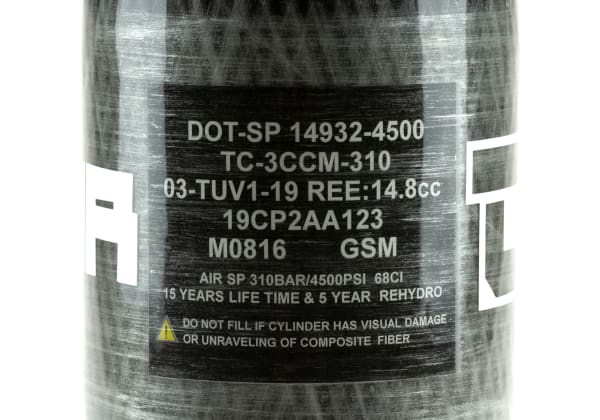 DOT-SP 14932-4500
TC-3CCM-310
03-TUV1-19 REE:14.8cc
19CP2AA123
M0816 GSM
AIR SP 310BAR/4500PSI 68CI
15 YEARS LIFE TIME & 5 YEAR REHYDRO
DO NOT FILL IF CYLINDER HAS VISUAL DAMAGE
OR UNRAVELING OF COMPOSITE FIBER